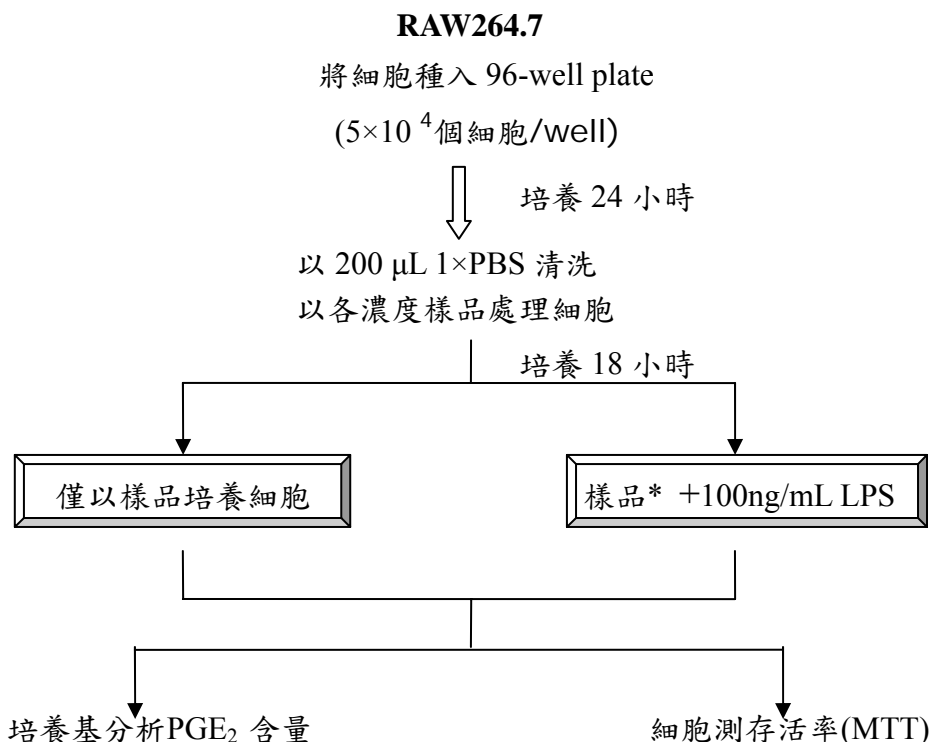 RAW264.7
將細胞種入 96-well plate
(5×10 ⁴個細胞/well)
培養 24 小時
以 200 μL 1×PBS 清洗
以各濃度樣品處理細胞
培養 18 小時
僅以樣品培養細胞
樣品* +100ng/mL LPS
培養基分析PGE₂ 含量
細胞測存活率(MTT)